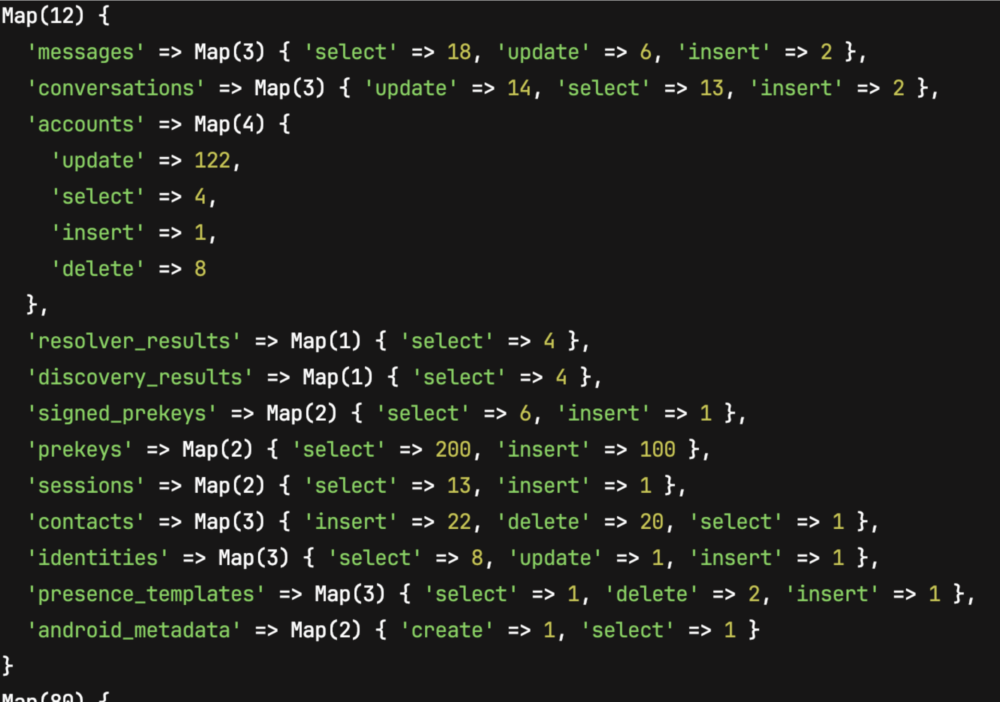 Map(12) {
  'messages' => Map(3) { 'select' => 18, 'update' => 6, 'insert' => 2 },
  'conversations' => Map(3) { 'update' => 14, 'select' => 13, 'insert' => 2 },
  'accounts' => Map(4) {
    'update' => 122,
    'select' => 4,
    'insert' => 1,
    'delete' => 8
  },
  'resolver_results' => Map(1) { 'select' => 4 },
  'discovery_results' => Map(1) { 'select' => 4 },
  'signed_prekeys' => Map(2) { 'select' => 6, 'insert' => 1 },
  'prekeys' => Map(2) { 'select' => 200, 'insert' => 100 },
  'sessions' => Map(2) { 'select' => 13, 'insert' => 1 },
  'contacts' => Map(3) { 'insert' => 22, 'delete' => 20, 'select' => 1 },
  'identities' => Map(3) { 'select' => 8, 'update' => 1, 'insert' => 1 },
  'presence_templates' => Map(3) { 'select' => 1, 'delete' => 2, 'insert' => 1 },
  'android_metadata' => Map(2) { 'create' => 1, 'select' => 1 }
}
Map(80) {